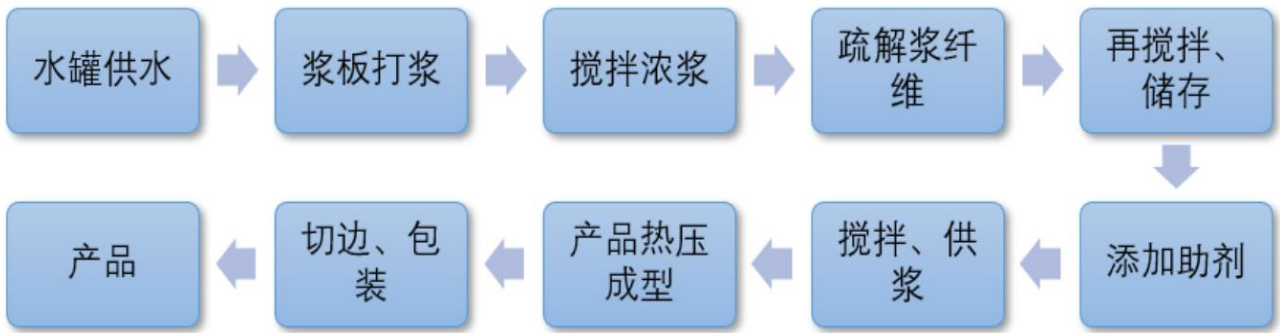 水罐供水
浆板打浆
搅拌浓浆
疏解浆纤
维
再搅拌、
储存
添加助剂
搅拌、供
浆
产品热压
成型
切边、包
装
产品